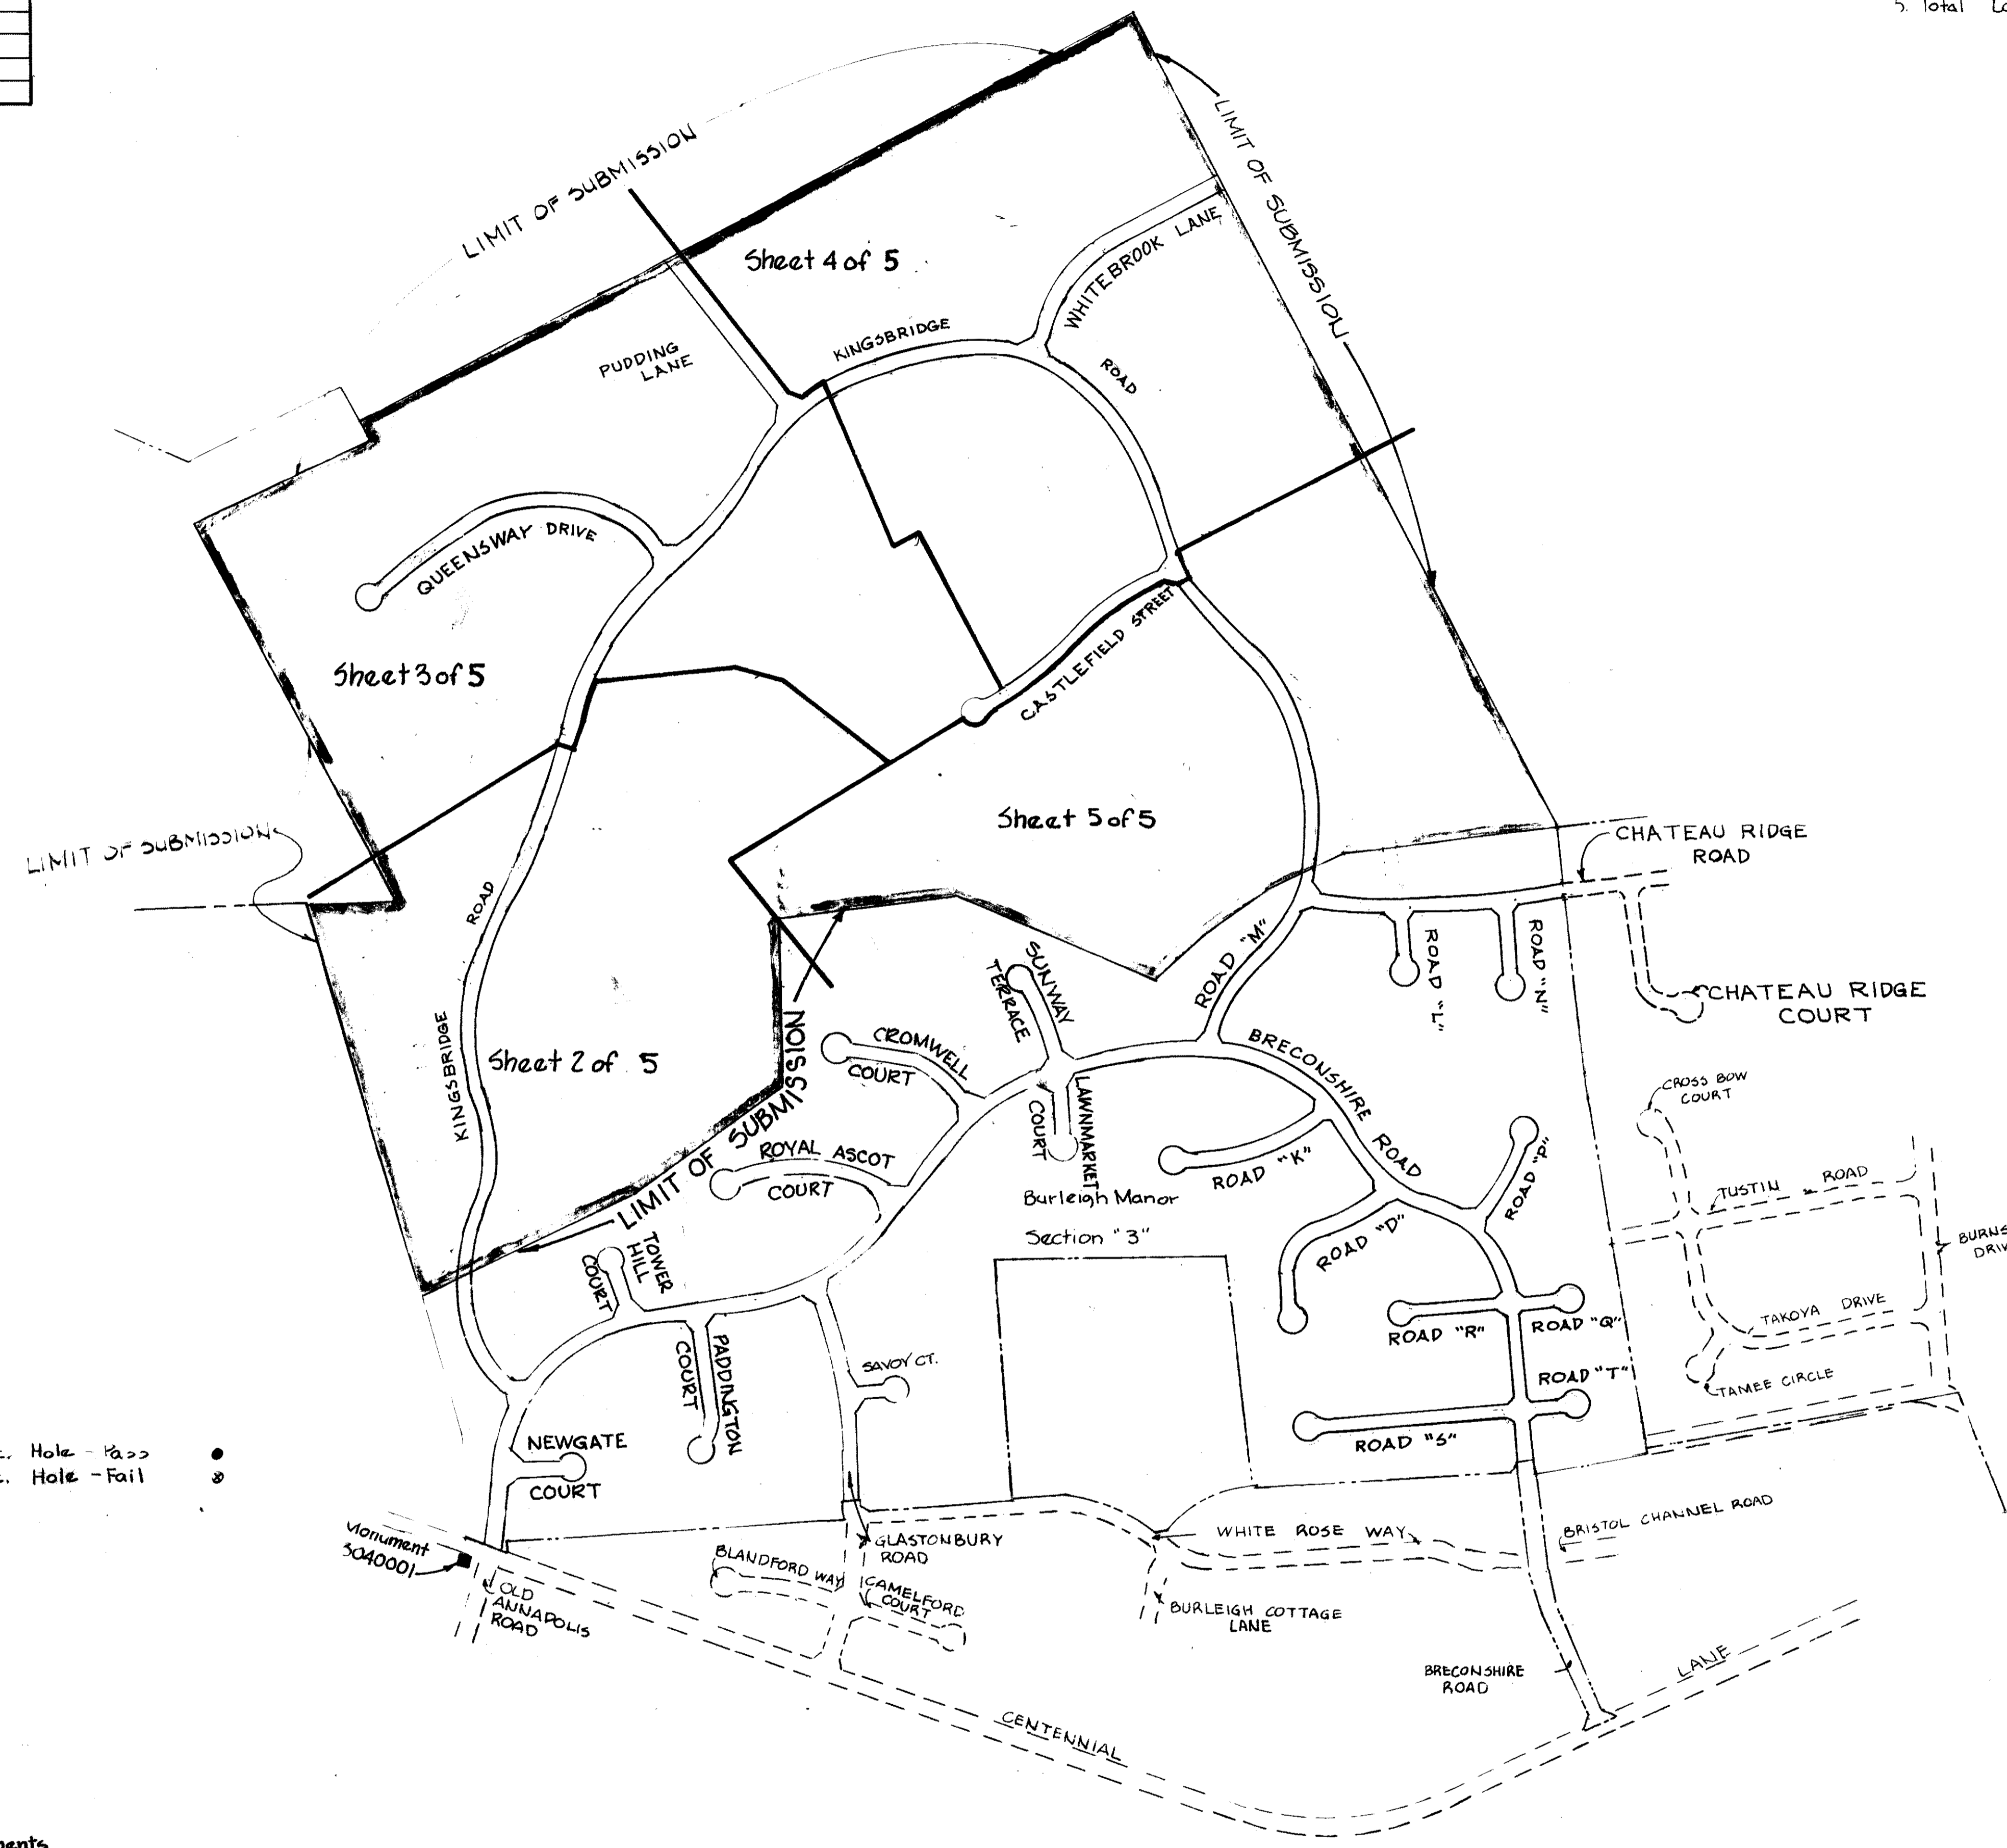 5. Total
LIMIT OF SUBMISSION
LIMIT OF SUBMISSION
Sheet 4 of 5
WHITEBROOK LANE
KINGSBRIDGE
ROAD
PUDDING
LANE
QUEENSWAY DRIVE
Sheet 3 of 5
CASTLEFIELD STREET
Sheet 5 of 5
CHATEAU RIDGE
ROAD
LIMIT OF SUBMISSION
ROAD
KINGSBRIDGE
Sheet 2 of 5
LIMIT OF SUBMISSION
ROAD "M"
ROAD "L"
ROAD "N"
CHATEAU RIDGE
COURT
SUNWAY
TERRACE
CROMWELL
COURT
BRECONSHIRE ROAD
LAWNMARKET
COURT
CROSS BOW
COURT
ROYAL ASCOT
COURT
ROAD "K"
ROAD "P"
Burleigh Manor
Section "3"
TUSTIN ROAD
ROAD "D"
TOWER
HILL
COURT
TAKOYA DRIVE
ROAD "R"
ROAD "Q"
PADDINGTON
COURT
SAVOY CT.
ROAD "T"
TAMEE CIRCLE
ROAD "S"
NEWGATE
COURT
Hole - Pass
Hole - Fail
Monument
3040001
OLD
ANNAPOLIS
ROAD
BLANDFORD WAY
GLASTONBURY
ROAD
CAMELFORD
COURT
WHITE ROSE WAY
BRISTOL CHANNEL ROAD
BURLEIGH COTTAGE
LANE
BRECONSHIRE
ROAD
CENTENNIAL
LANE